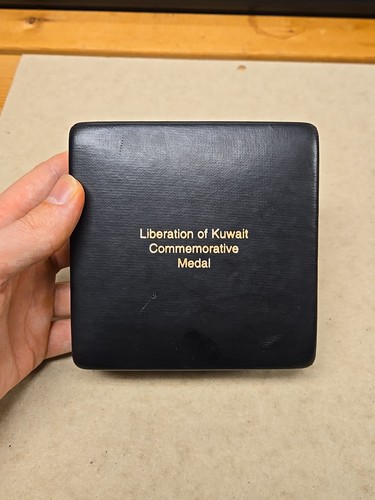 Liberation of Kuwait
Commemorative
Medal